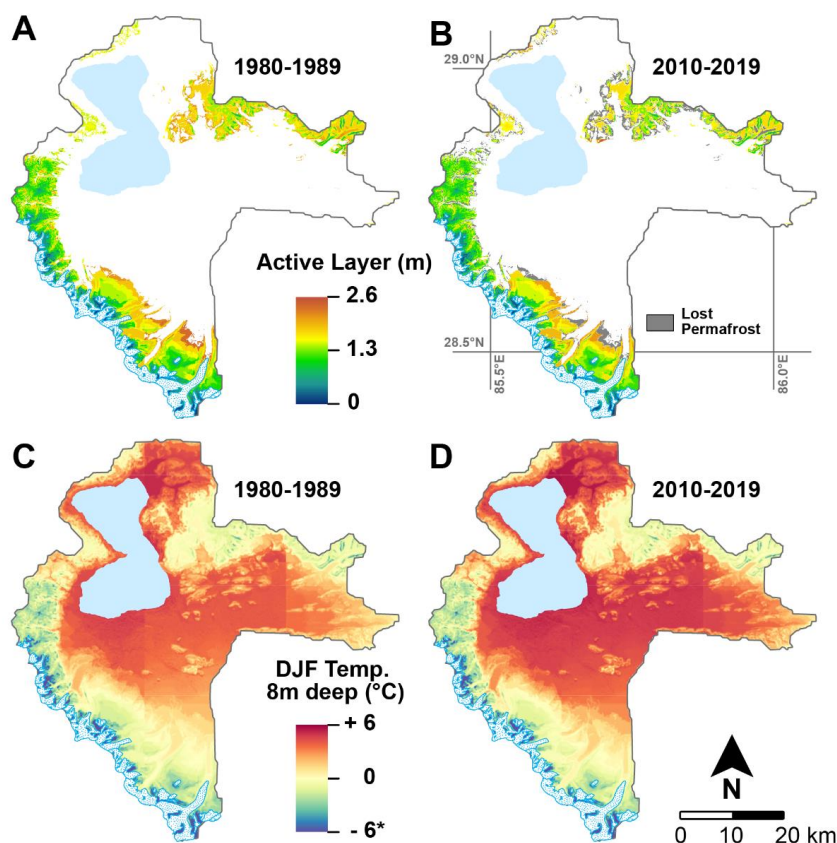 A
1980-1989
B
29.0°N
2010-2019
Active Layer (m)
2.6
1.3
0
Lost
Permafrost
28.5°N
85.5°E
86.0°E
C
1980-1989
D
2010-2019
DJF Temp.
8m deep (°C)
+ 6
0
- 6*
N
0 10 20 km